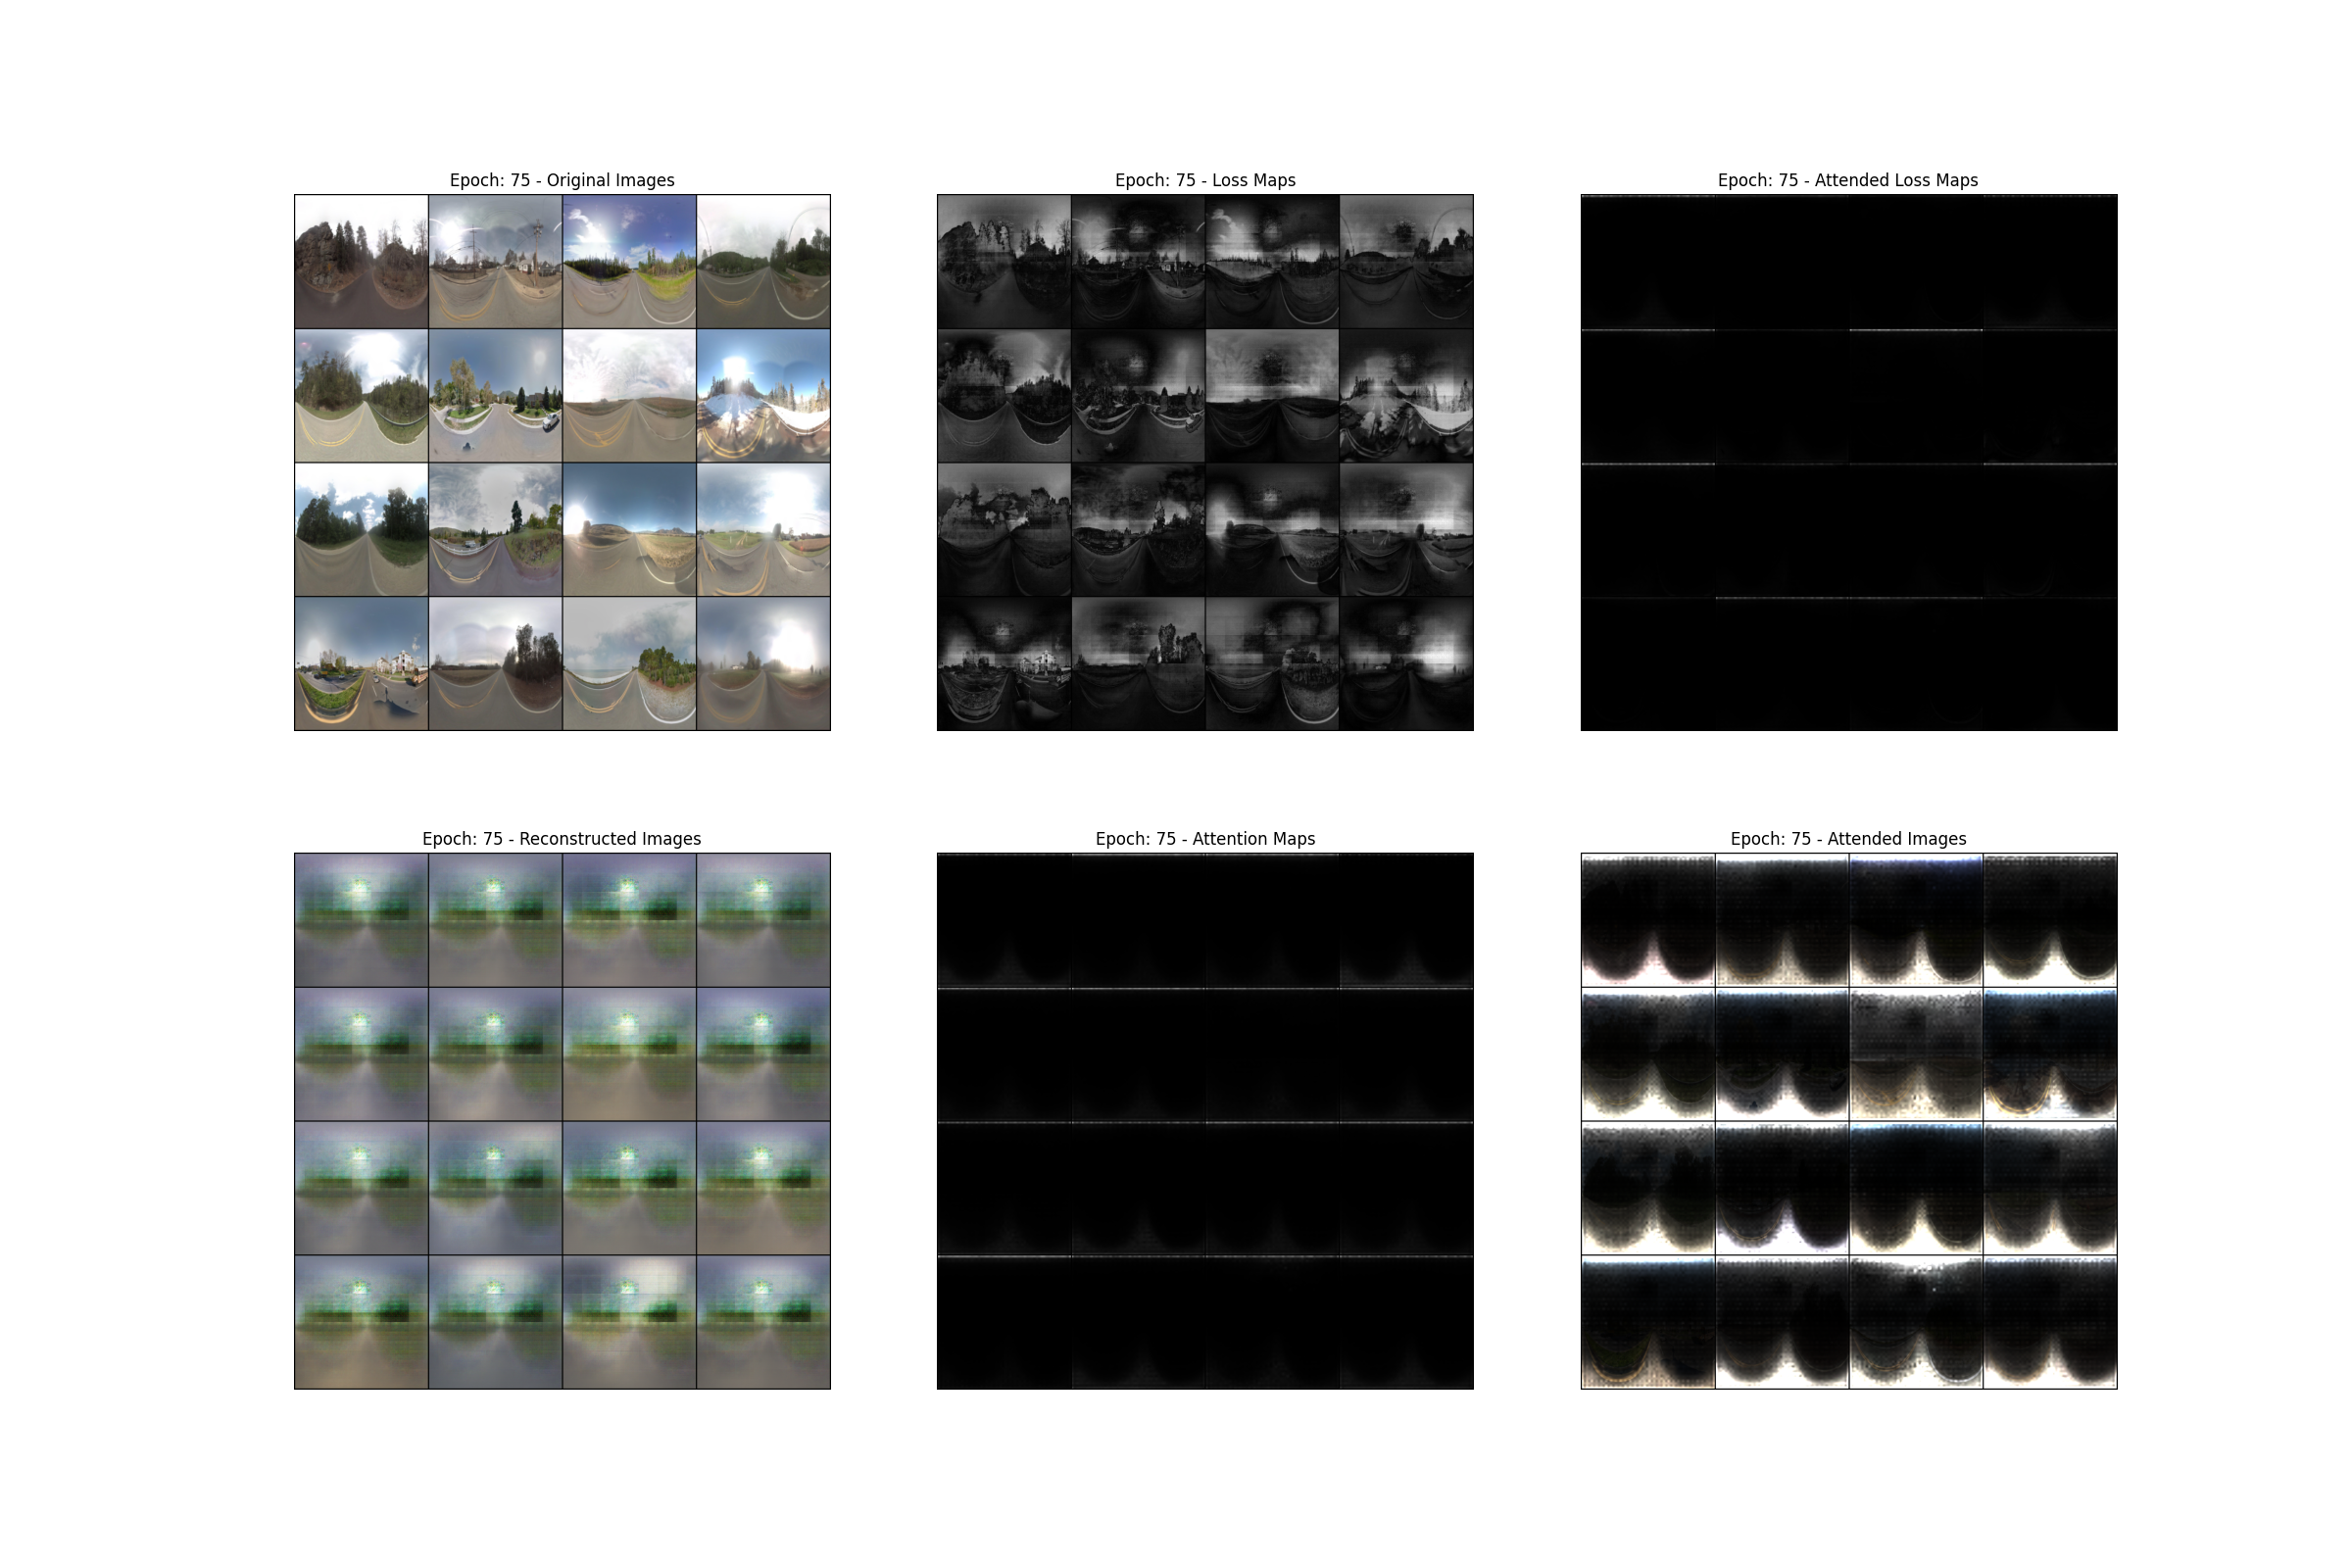 Epoch: 75 - Original Images
Epoch: 75 - Loss Maps
Epoch: 75 - Attended Loss Maps
Epoch: 75 - Reconstructed Images
Epoch: 75 - Attention Maps
Epoch: 75 - Attended Images